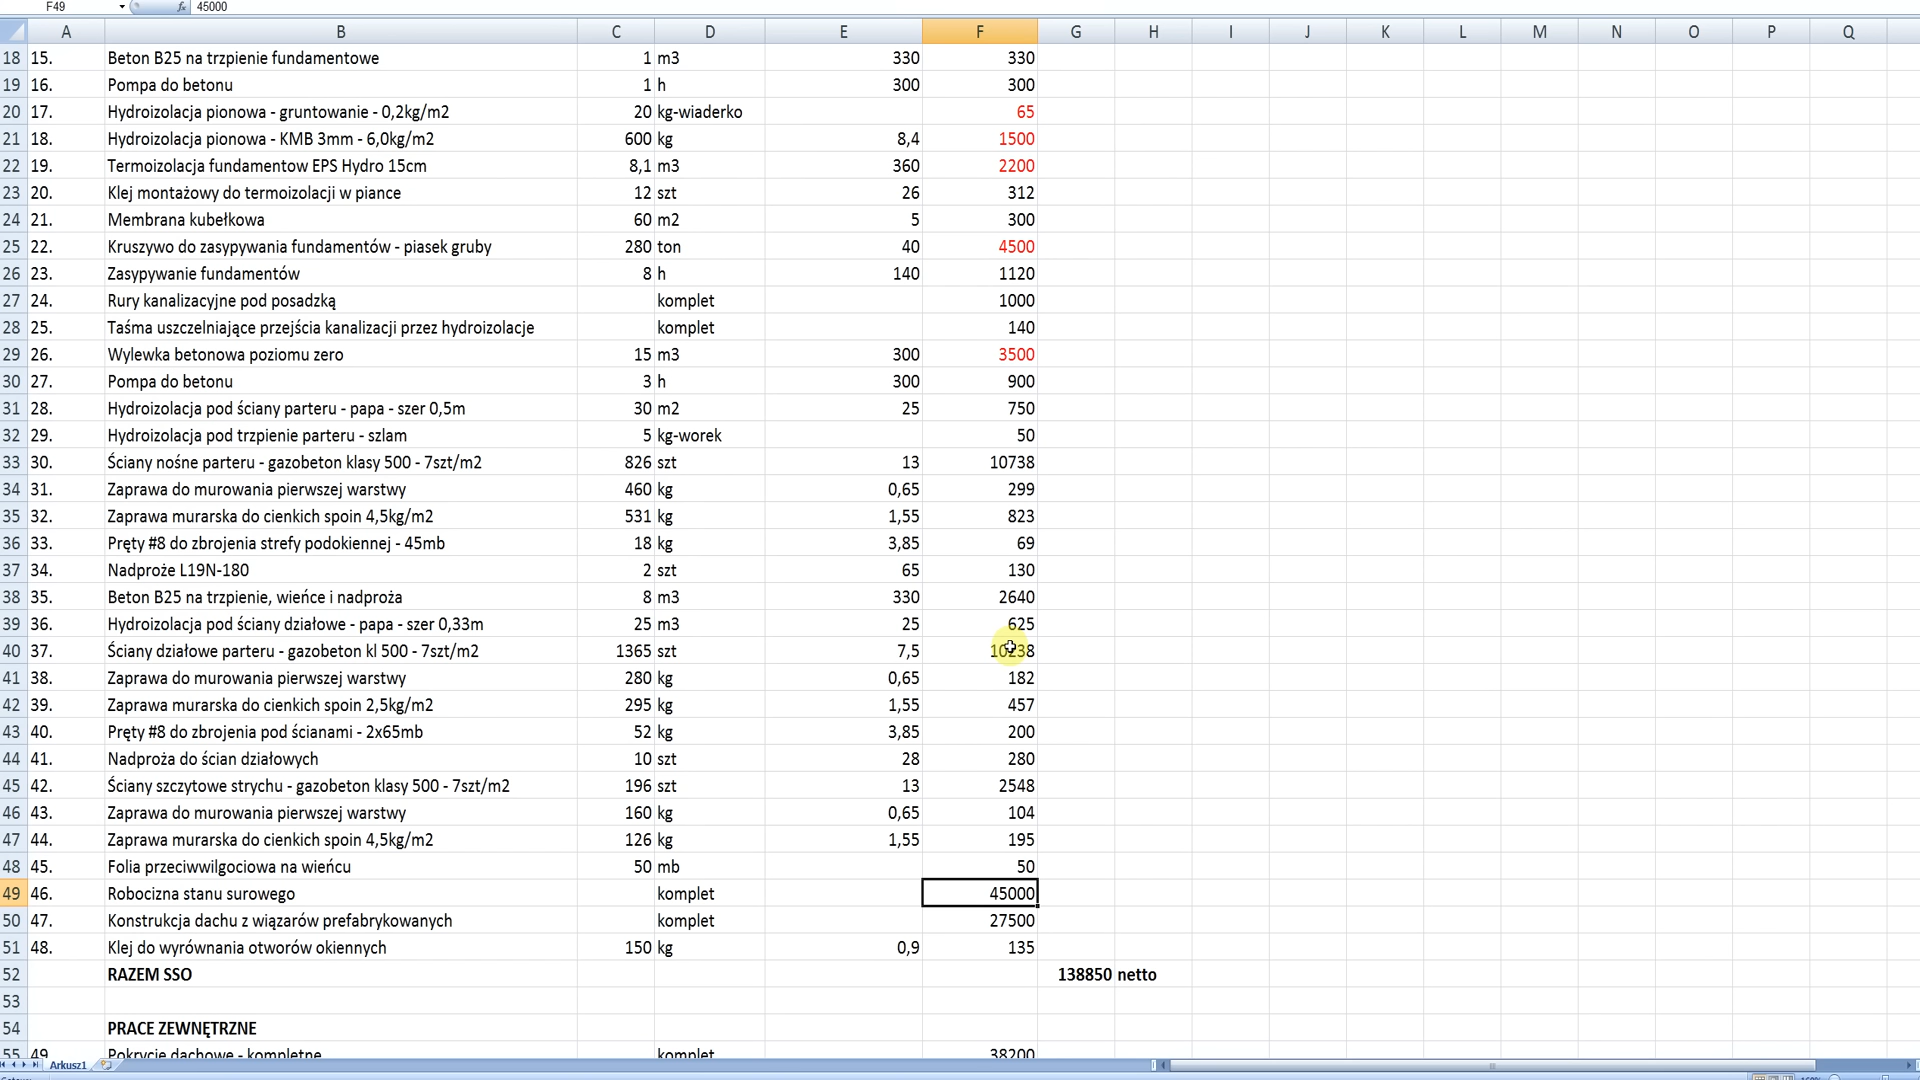 F49 fx 45000
A B C D E F G H I J K L M N O P Q
18 15. Beton B25 na trzpienie fundamentowe 1 m3 330 330
19 16. Pompa do betonu 1 h 300 300
20 17. Hydroizolacja pionowa - gruntowanie - 0,2kg/m2 20 kg-wiaderko 65
21 18. Hydroizolacja pionowa - KMB 3mm - 6,0kg/m2 600 kg 8,4 1500
22 19. Termoizolacja fundamentow EPS Hydro 15cm 8,1 m3 360 2200
23 20. Klej montażowy do termoizolacji w piance 12 szt 26 312
24 21. Membrana kubełkowa 60 m2 5 300
25 22. Kruszywo do zasypywania fundamentów - piasek gruby 280 ton 40 4500
26 23. Zasypywanie fundamentów 8 h 140 1120
27 24. Rury kanalizacyjne pod posadzką komplet 1000
28 25. Taśma uszczelniające przejścia kanalizacji przez hydroizolacje komplet 140
29 26. Wylewka betonowa poziomu zero 15 m3 300 3500
30 27. Pompa do betonu 3 h 300 900
31 28. Hydroizolacja pod ściany parteru - papa - szer 0,5m 30 m2 25 750
32 29. Hydroizolacja pod trzpienie parteru - szlam 5 kg-worek 50
33 30. Ściany nośne parteru - gazobeton klasy 500 - 7szt/m2 826 szt 13 10738
34 31. Zaprawa do murowania pierwszej warstwy 460 kg 0,65 299
35 32. Zaprawa murarska do cienkich spoin 4,5kg/m2 531 kg 1,55 823
36 33. Pręty #8 do zbrojenia strefy podokiennej - 45mb 18 kg 3,85 69
37 34. Nadproże L19N-180 2 szt 65 130
38 35. Beton B25 na trzpienie, wieńce i nadproża 8 m3 330 2640
39 36. Hydroizolacja pod ściany działowe - papa - szer 0,33m 25 m3 25 625
40 37. Ściany działowe parteru - gazobeton kl 500 - 7szt/m2 1365 szt 7,5 10238
41 38. Zaprawa do murowania pierwszej warstwy 280 kg 0,65 182
42 39. Zaprawa murarska do cienkich spoin 2,5kg/m2 295 kg 1,55 457
43 40. Pręty #8 do zbrojenia pod ścianami - 2x65mb 52 kg 3,85 200
44 41. Nadproża do ścian działowych 10 szt 28 280
45 42. Ściany szczytowe strychu - gazobeton klasy 500 - 7szt/m2 196 szt 13 2548
46 43. Zaprawa do murowania pierwszej warstwy 160 kg 0,65 104
47 44. Zaprawa murarska do cienkich spoin 4,5kg/m2 126 kg 1,55 195
48 45. Folia przeciwwilgociowa na wieńcu 50 mb 50
49 46. Robocizna stanu surowego komplet 45000
50 47. Konstrukcja dachu z wiązarów prefabrykowanych komplet 27500
51 48. Klej do wyrównania otworów okiennych 150 kg 0,9 135
52 RAZEM SSO 138850 netto
53
54 PRACE ZEWNĘTRZNE
55 49. Pokrycie dachowe - kompletne komplet 38200
Arkusz1